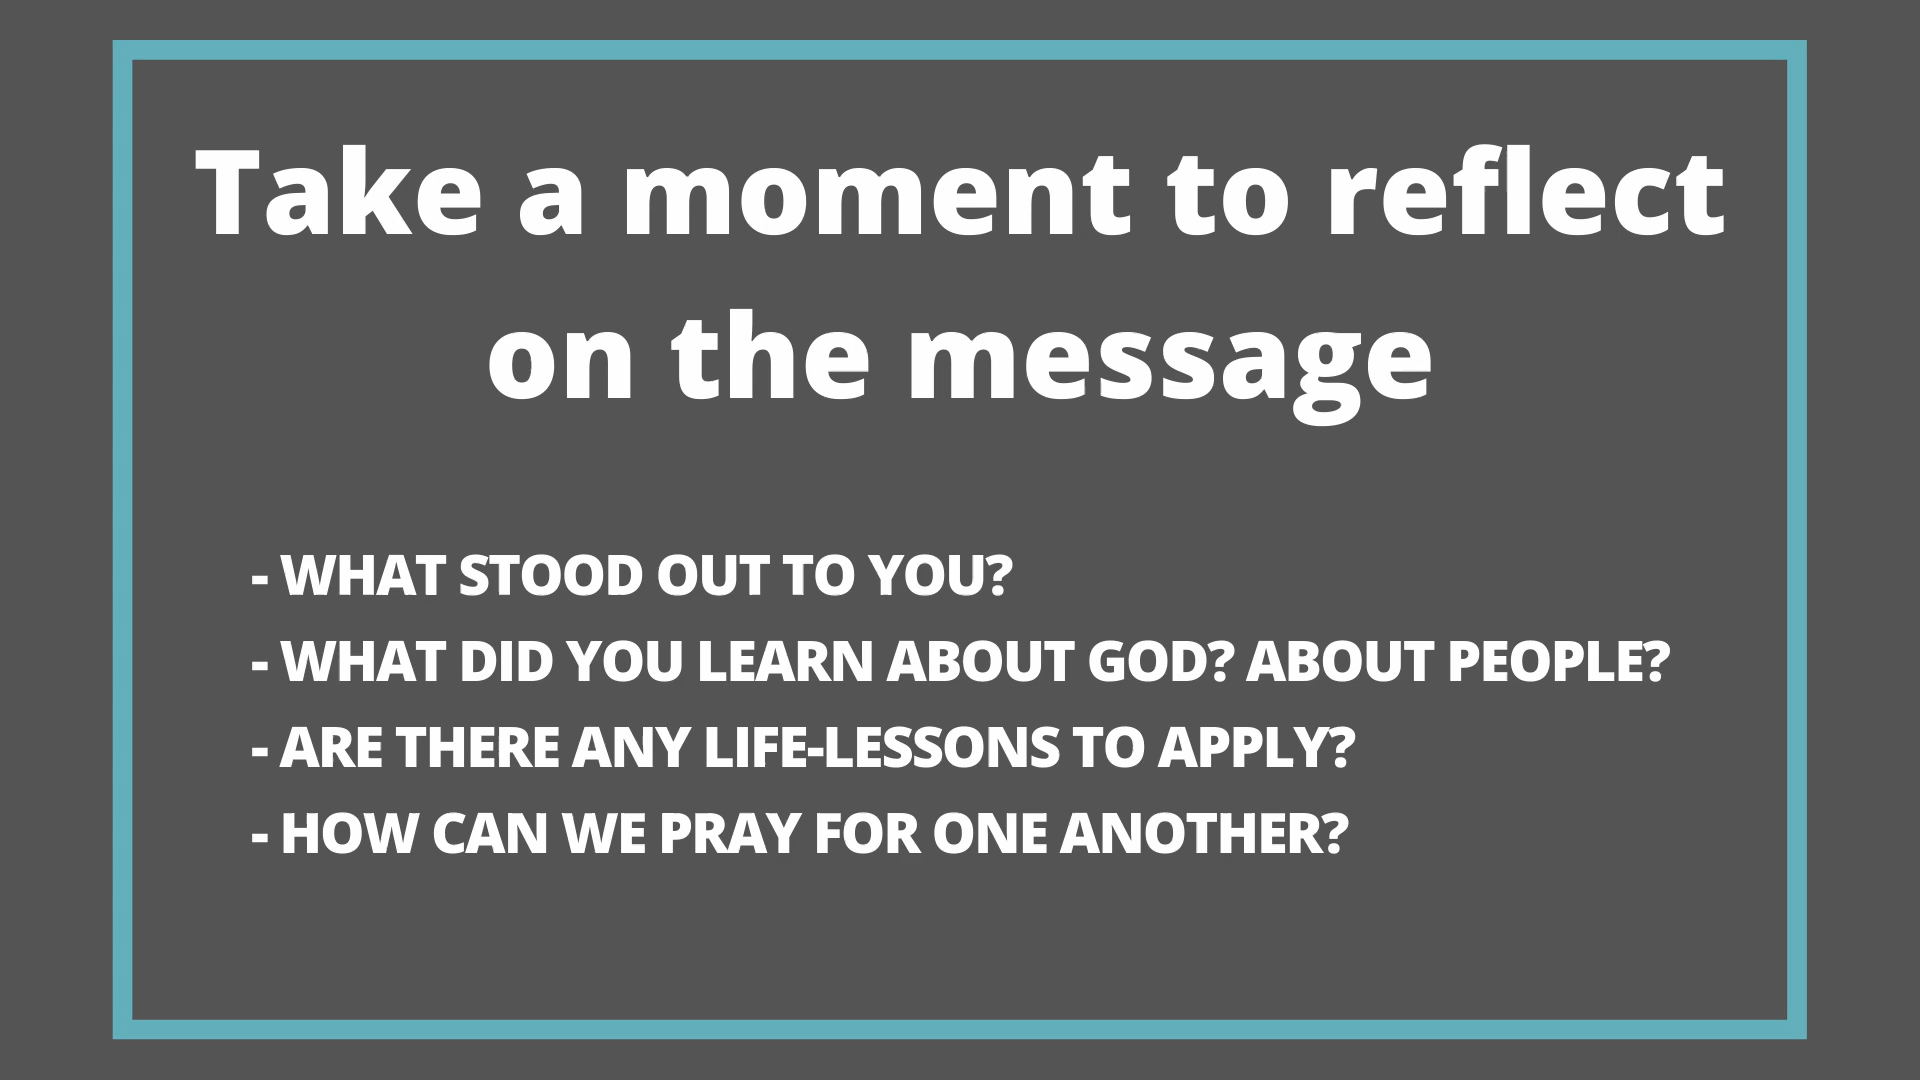 Take a moment to reflect
on the message
- WHAT STOOD OUT TO YOU?
- WHAT DID YOU LEARN ABOUT GOD? ABOUT PEOPLE?
- ARE THERE ANY LIFE-LESSONS TO APPLY?
- HOW CAN WE PRAY FOR ONE ANOTHER?